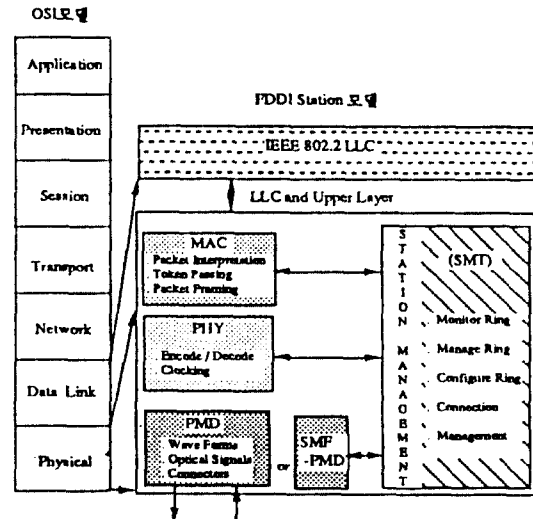 OSI모델
Application
Presentation
Session
Transport
Network
Data Link
Physical
FDDI Station 모델
IEEE 802.2 LLC
LLC and Upper Layer
MAC
Packet Interpretation
Token Passing
Packet Framing
PHY
Encode / Decode
Clocking
PMD
Wave Forms
Optical Signals
Connectors
or
SMF
-PMD
STATION MANAGEMENT
(SMT)
Monitor Ring
Manage Ring
Configure Ring
Connection
Management